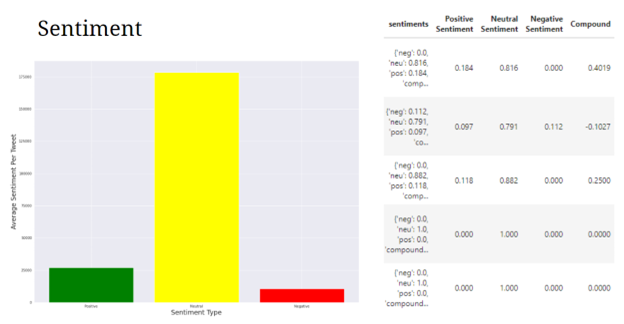 Sentiment
Average Sentiment Per Tweet
175000
150000
125000
100000
75000
50000
25000
0
Positive
Neutral
Negative
Sentiment Type
sentiments Positive Sentiment Neutral Sentiment Negative Sentiment Compound
{'neg': 0.0,
'neu': 0.816,
'pos': 0.184,
'comp... 0.184 0.816 0.000 0.4019
{'neg': 0.112,
'neu': 0.791,
'pos': 0.097,
'co... 0.097 0.791 0.112 -0.1027
{'neg': 0.0,
'neu': 0.882,
'pos': 0.118,
'comp... 0.118 0.882 0.000 0.2500
{'neg': 0.0,
'neu': 1.0,
'pos': 0.0,
'compound... 0.000 1.000 0.000 0.0000
{'neg': 0.0,
'neu': 1.0,
'pos': 0.0,
'compound... 0.000 1.000 0.000 0.0000